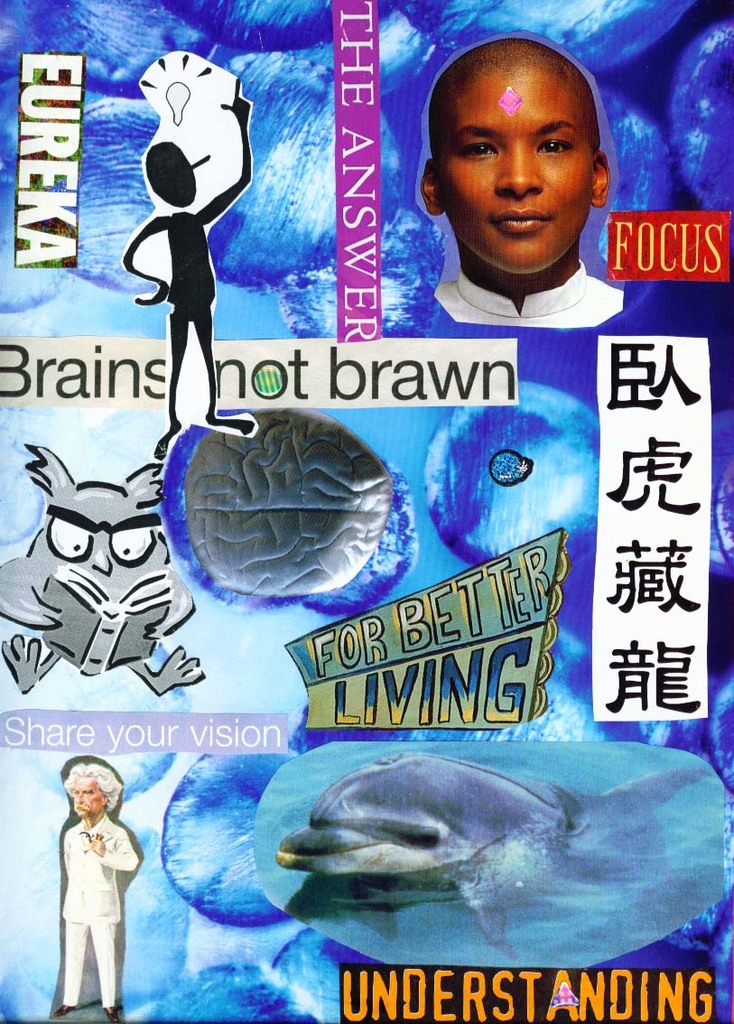 EUREKA
THE ANSWER
FOCUS
Brains not brawn
臥虎藏龍
FOR BETTER
LIVING
Share your vision
UNDERSTANDING